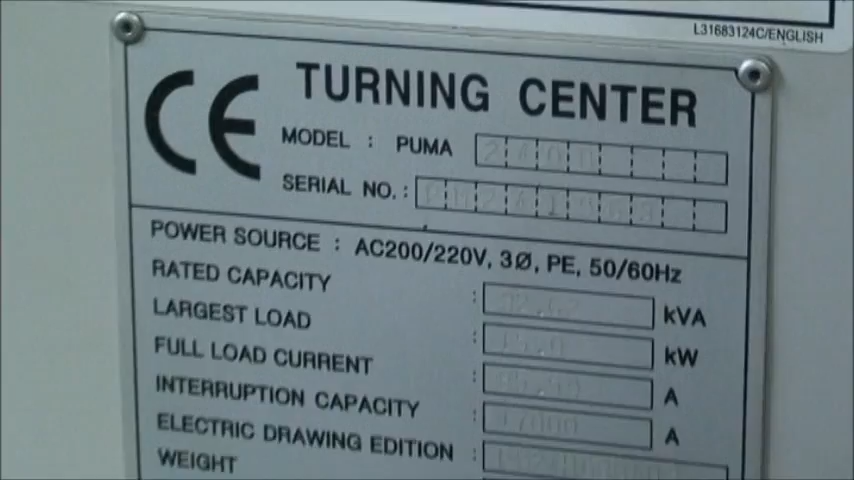 L31683124C/ENGLISH
CE TURNING CENTER
MODEL : PUMA 2400
SERIAL NO. :
POWER SOURCE : AC200/220V, 3Ø, PE, 50/60Hz
RATED CAPACITY : kVA
LARGEST LOAD : kW
FULL LOAD CURRENT : A
INTERRUPTION CAPACITY : A
ELECTRIC DRAWING EDITION :
WEIGHT